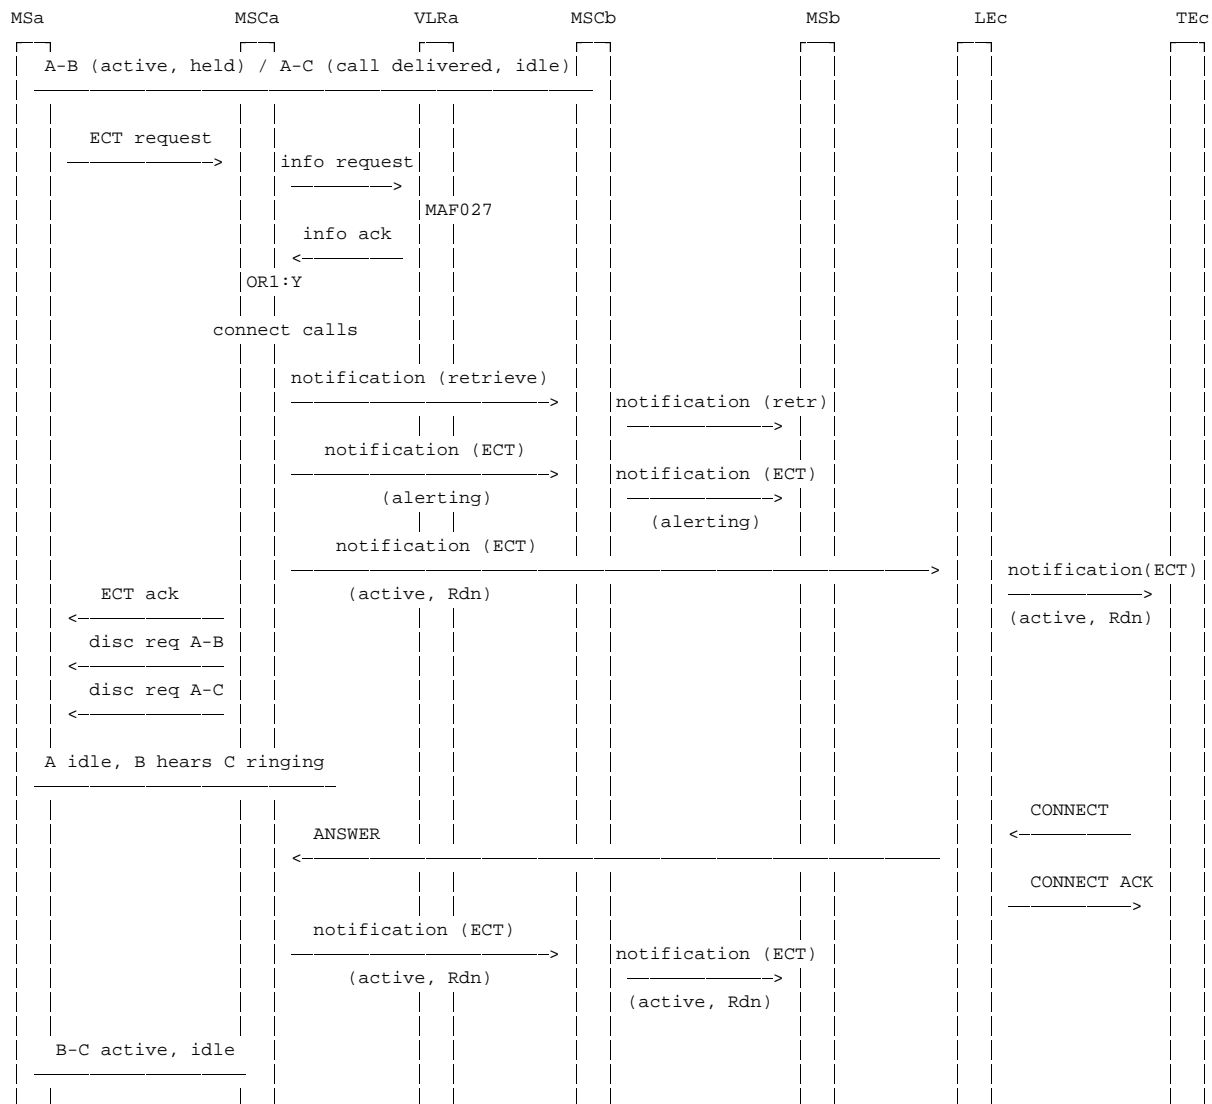 MSa MSCa VLRa MSCb MSb LEc TEc
A-B (active, held) / A-C (call delivered, idle)
ECT request
info request
MAF027
info ack
OR1:Y
connect calls
notification (retrieve)
notification (retr)
notification (ECT)
notification (ECT)
(alerting)
(alerting)
notification (ECT)
notification(ECT)
ECT ack (active, Rdn)
(active, Rdn)
disc req A-B
disc req A-C
A idle, B hears C ringing
CONNECT
ANSWER
CONNECT ACK
notification (ECT)
notification (ECT)
(active, Rdn)
(active, Rdn)
B-C active, idle